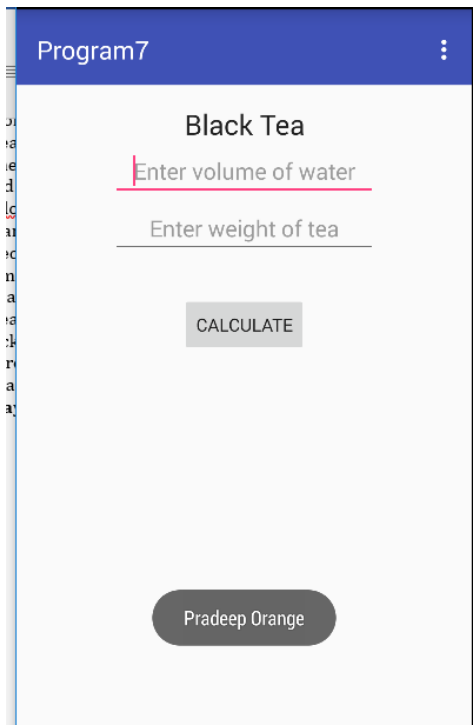 Program7
Black Tea
Enter volume of water
Enter weight of tea
CALCULATE
Pradeep Orange